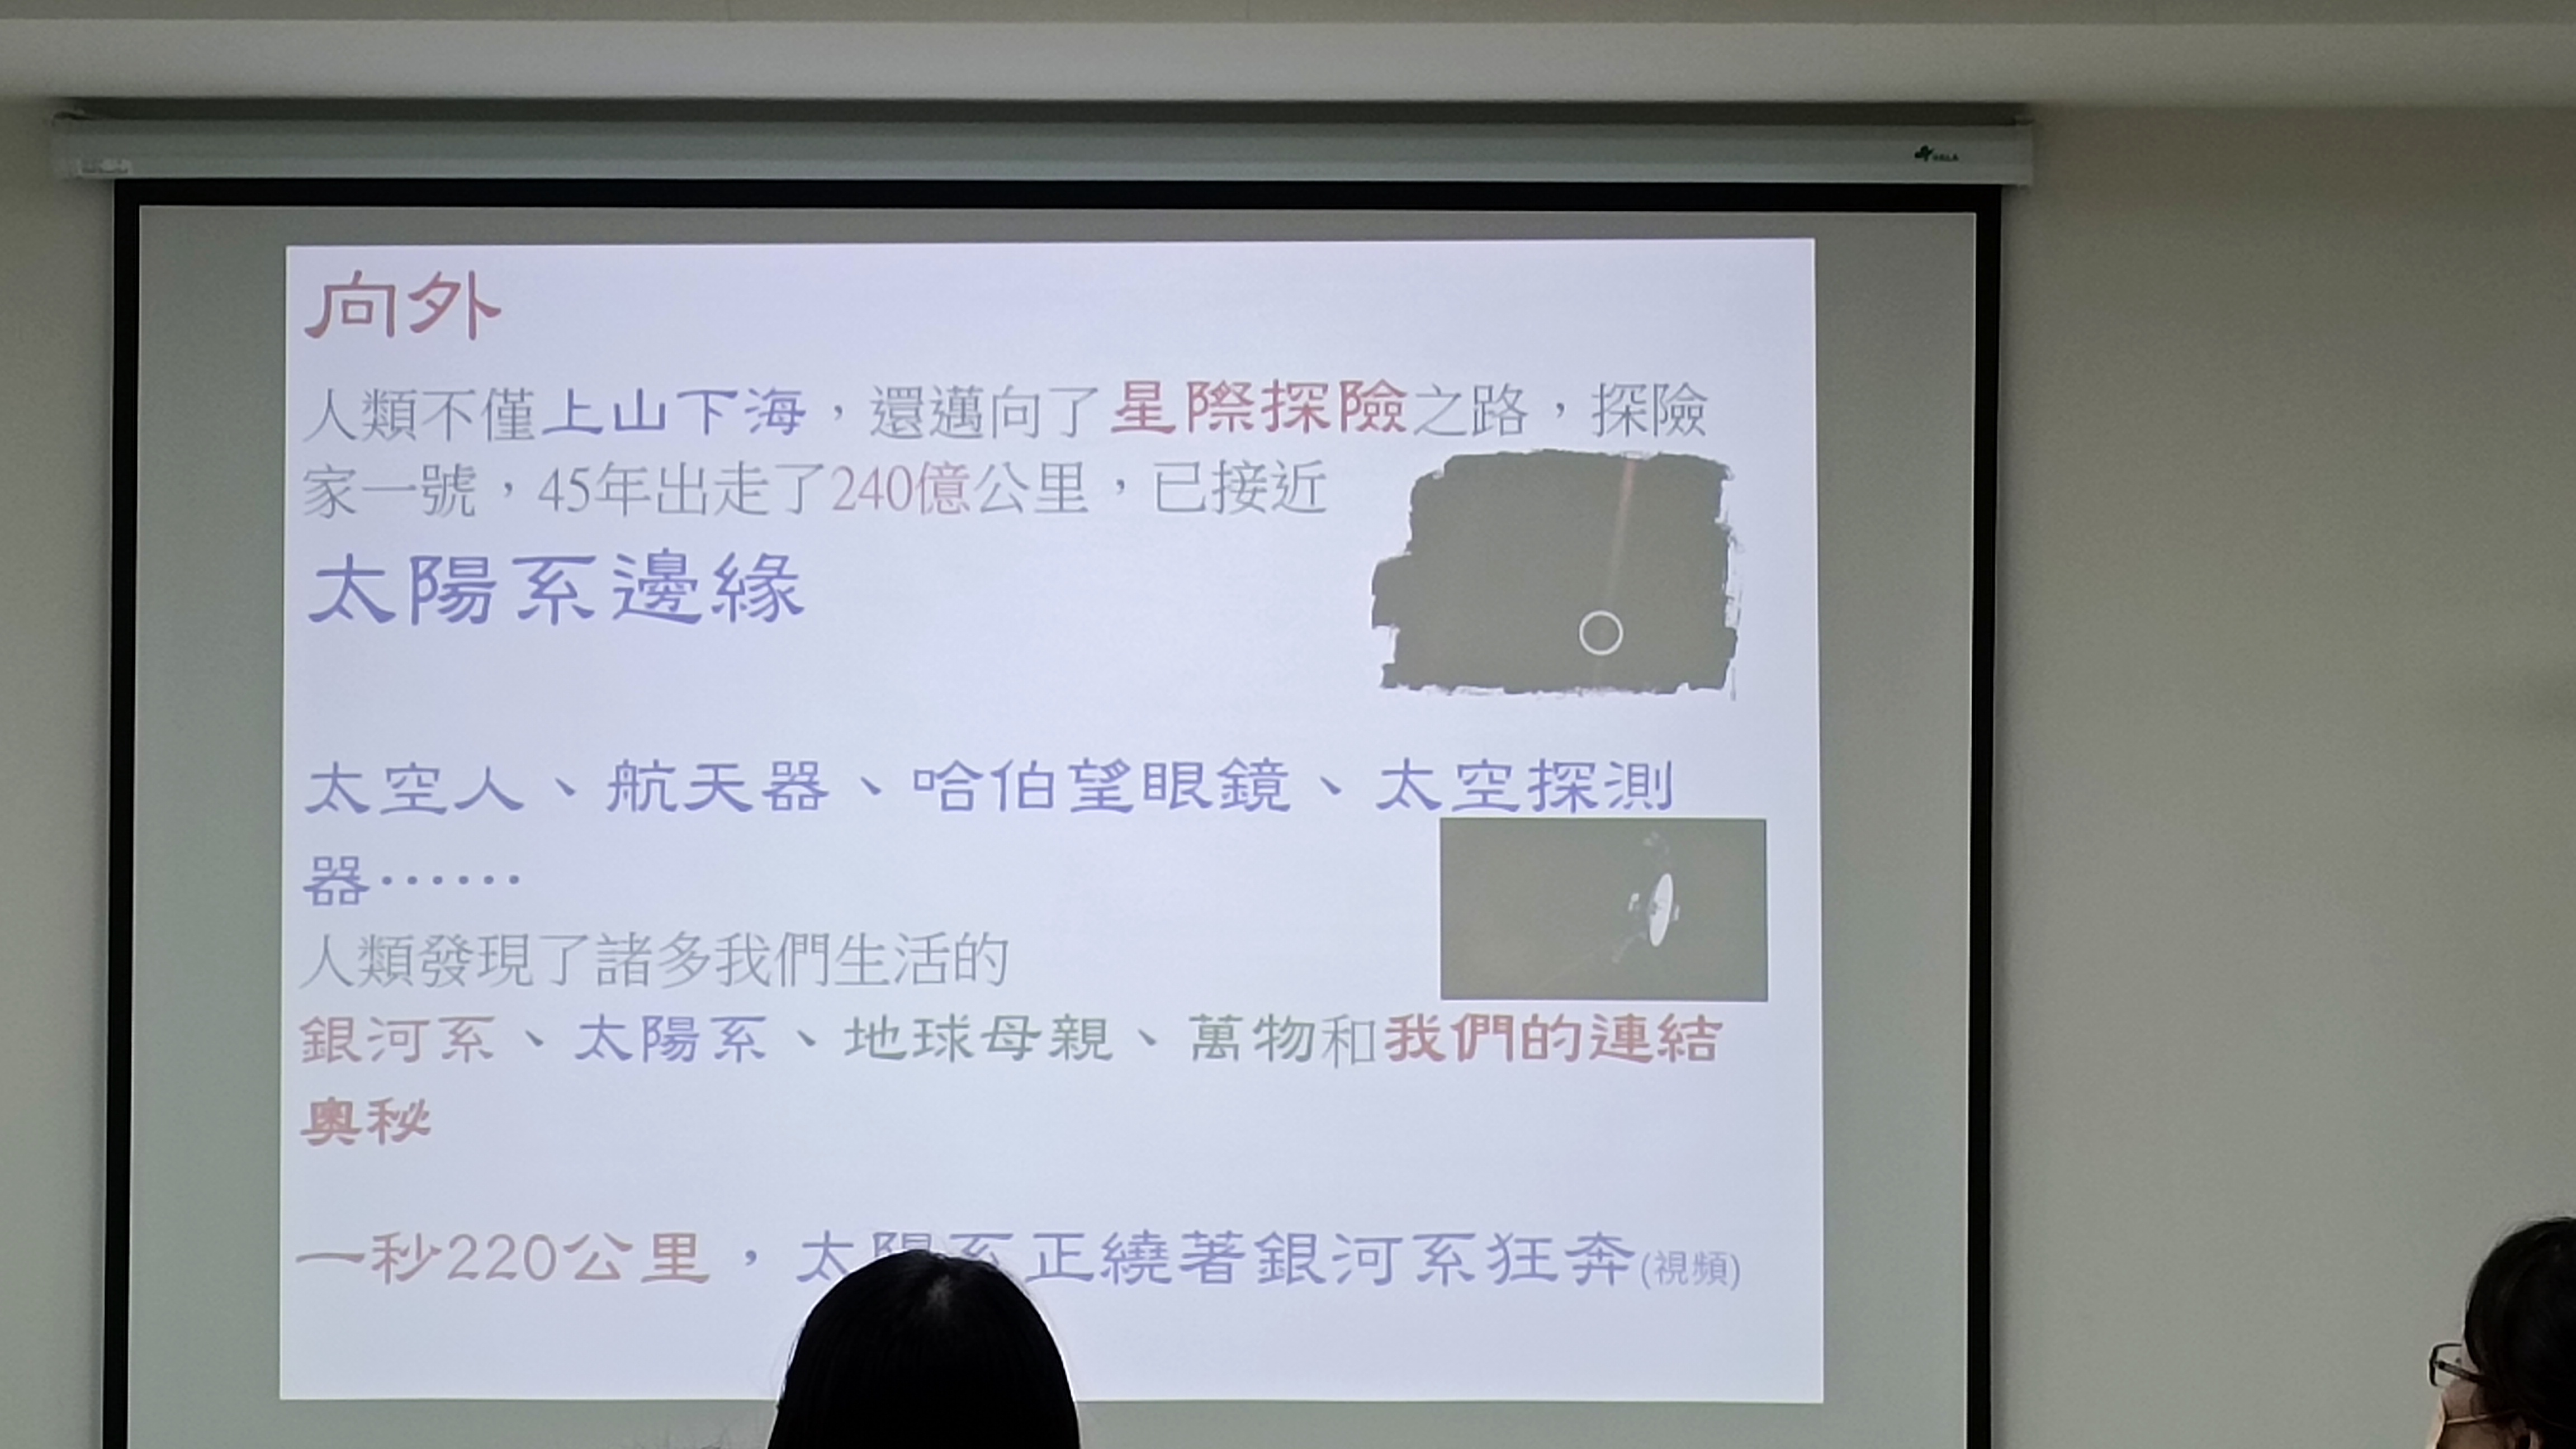 向外
人類不僅上山下海，還邁向了星際探險之路，探險
家一號，45年出走了240億公里，已接近
太陽系邊緣
太空人、航天器、哈伯望眼鏡、太空探測
器……
人類發現了諸多我們生活的
銀河系、太陽系、地球母親、萬物和我們的連結
奧秘
一秒220公里，太陽系正繞著銀河系狂奔(視頻)